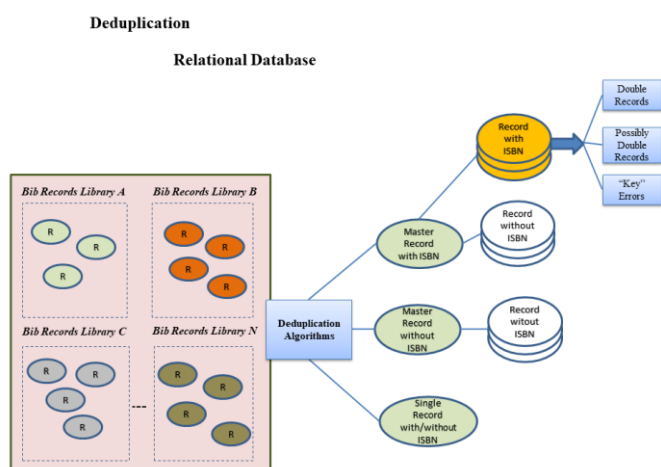 Deduplication
Relational Database
Bib Records Library A
R
R
R
Bib Records Library B
R
R
R
R
Bib Records Library C
R
R
R
R
---
Bib Records Library N
R
R
R
R
Deduplication
Algorithms
Record
with
ISBN
Double
Records
Possibly
Double
Records
“Key”
Errors
Master
Record
with ISBN
Record
without
ISBN
Master
Record
without
ISBN
Record
witout
ISBN
Single
Record
with/without
ISBN